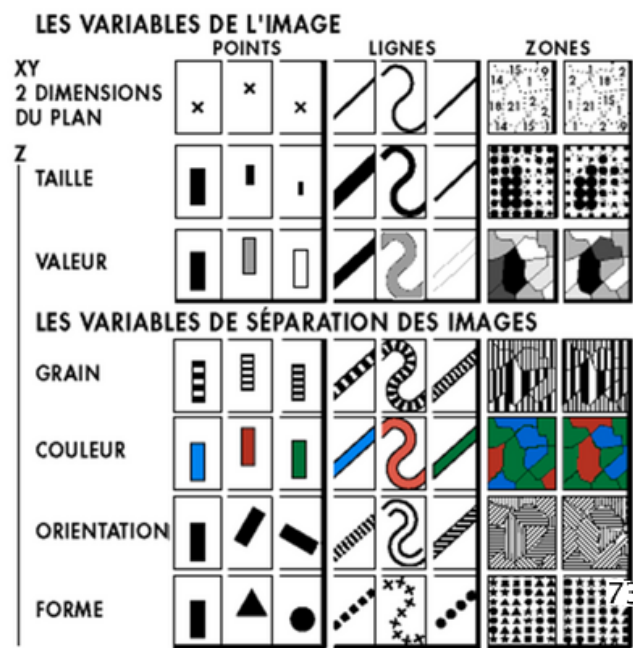 LES VARIABLES DE L'IMAGE
POINTS LIGNES ZONES
XY
2 DIMENSIONS
DU PLAN
Z
TAILLE
VALEUR
LES VARIABLES DE SÉPARATION DES IMAGES
GRAIN
COULEUR
ORIENTATION
FORME
73